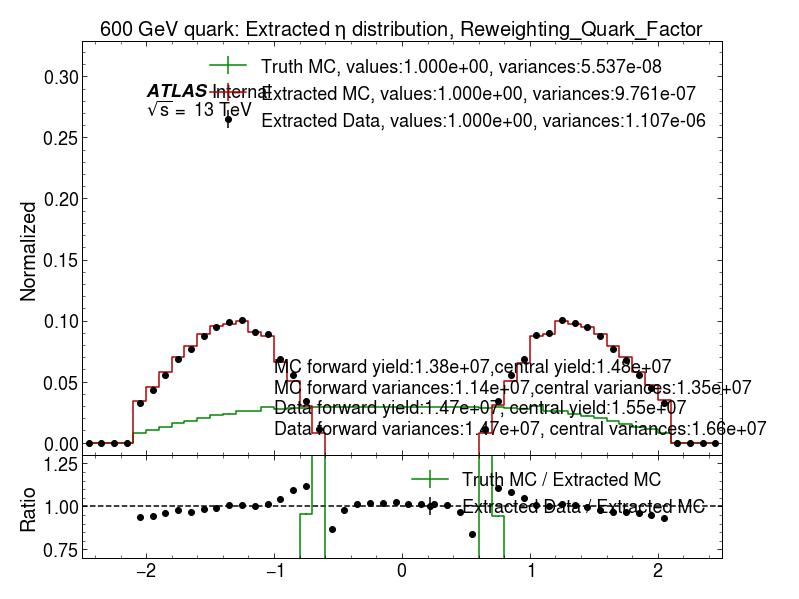 600 GeV quark: Extracted η distribution, Reweighting_Quark_Factor
Truth MC, values:1.000e+00, variances:5.537e-08
ATLAS Internal
Extracted MC, values:1.000e+00, variances:9.761e-07
√s = 13 TeV
Extracted Data, values:1.000e+00, variances:1.107e-06
Normalized
0.30
0.25
0.20
0.15
0.10
0.05
0.00
MC forward yield:1.38e+07,central yield:1.48e+07
MC forward variances:1.14e+07,central variances:1.35e+07
Data forward yield:1.47e+07, central yield:1.55e+07
Data forward variances:1.47e+07, central variances:1.66e+07
Ratio
1.25
1.00
0.75
Truth MC / Extracted MC
Extracted Data / Extracted MC
−2
−1
0
1
2